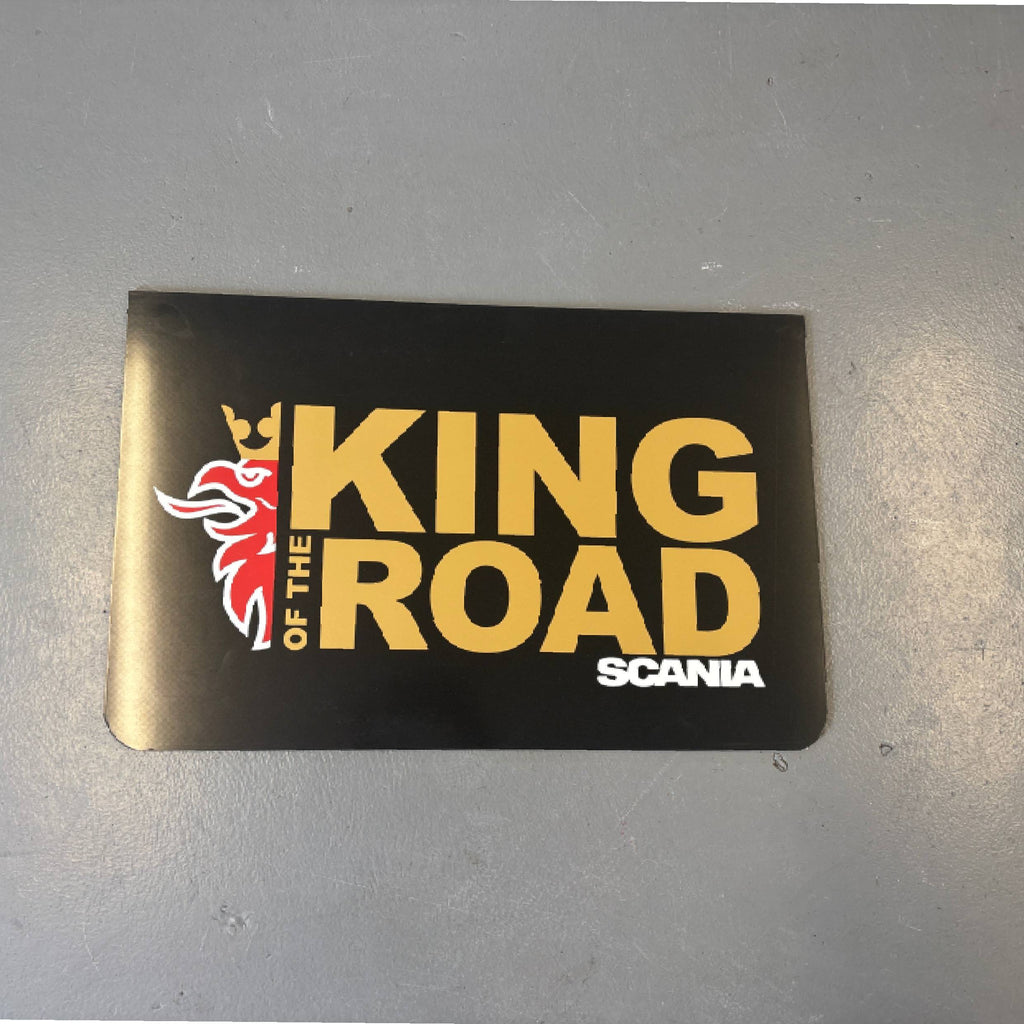 KING
OF THE
ROAD
SCANIA